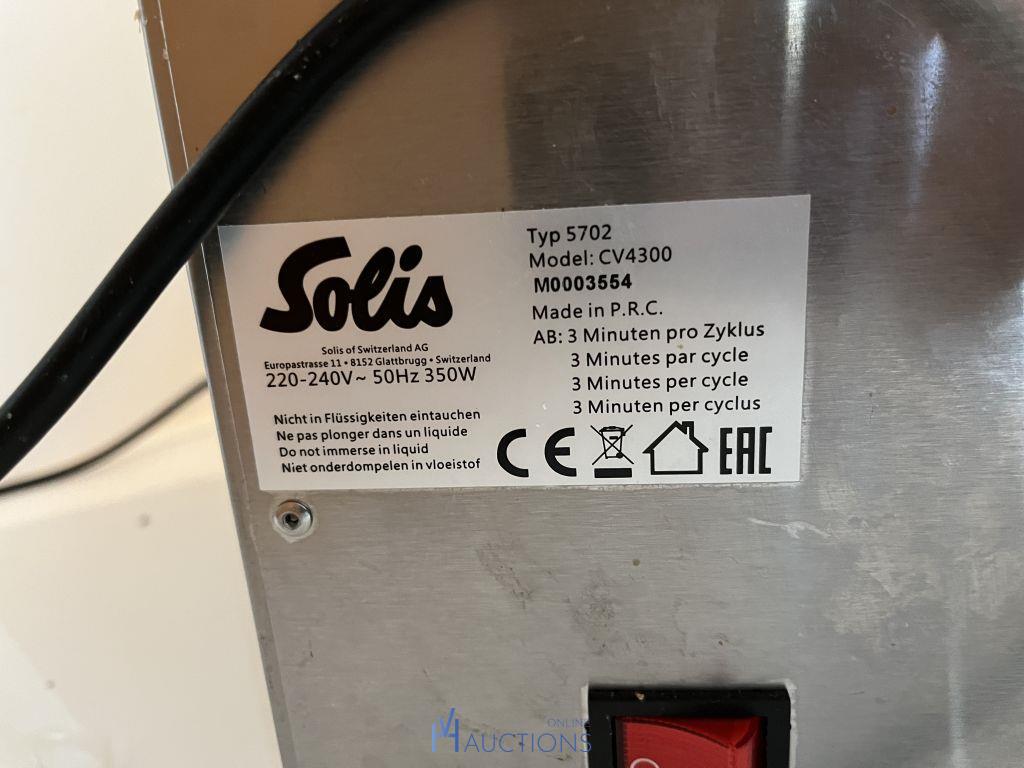 Solis
Solis of Switzerland AG
Europastrasse 11 • 8152 Glattbrugg • Switzerland
220-240V~ 50Hz 350W
Nicht in Flüssigkeiten eintauchen
Ne pas plonger dans un liquide
Do not immerse in liquid
Niet onderdompelen in vloeistof
Typ 5702
Model: CV4300
M0003554
Made in P.R.C.
AB: 3 Minuten pro Zyklus
3 Minutes par cycle
3 Minutes per cycle
3 Minuten per cyclus
CE EAC
ONLINE
V4 AUCTIONS